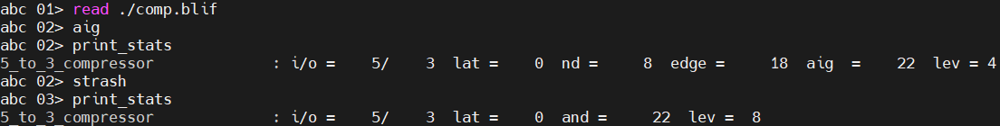 abc 01> read ./comp.blif
abc 02> aig
abc 02> print_stats
5_to_3_compressor : i/o = 5/ 3 lat = 0 nd = 8 edge = 18 aig = 22 lev = 4
abc 02> strash
abc 03> print_stats
5_to_3_compressor : i/o = 5/ 3 lat = 0 and = 22 lev = 8